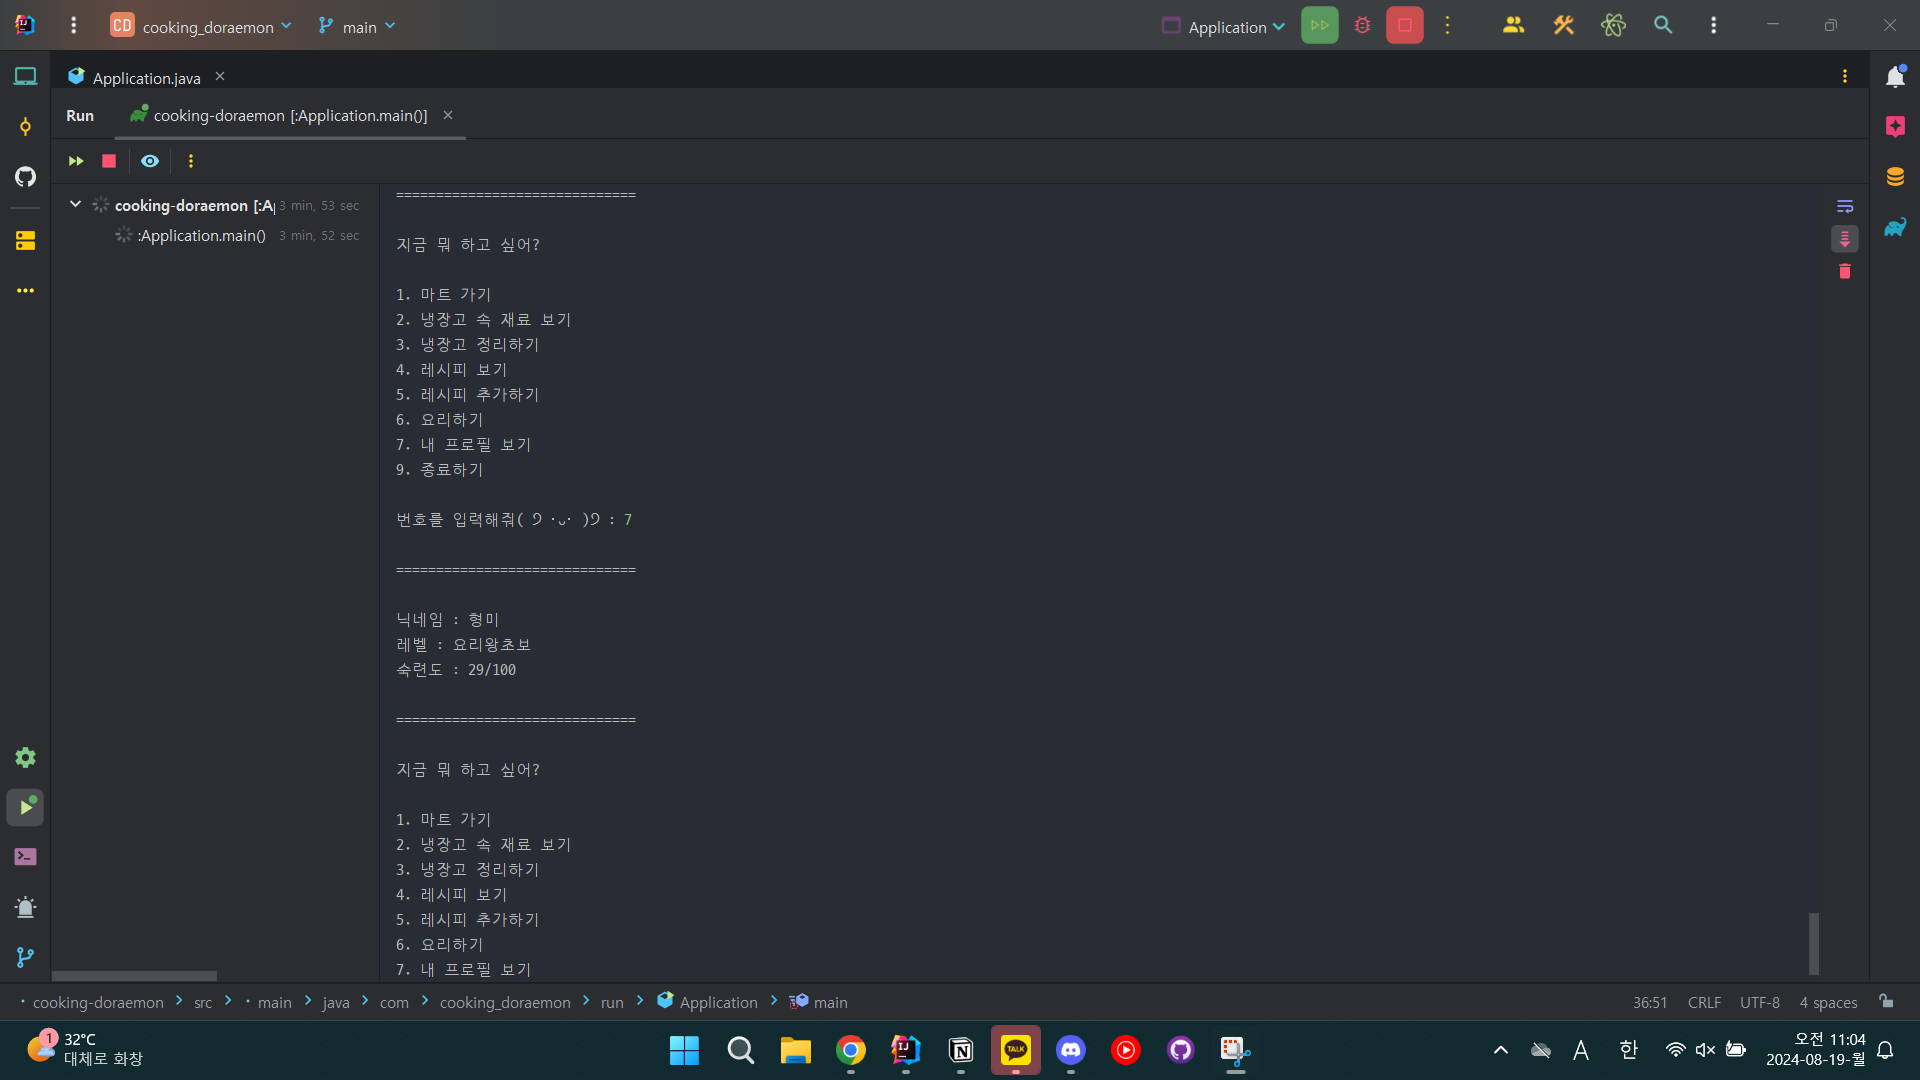 CD cooking_doraemon main Application
Application.java
Run cooking-doraemon [:Application.main()]
cooking-doraemon [:A 3 min, 53 sec
:Application.main() 3 min, 52 sec
==============================
지금 뭐 하고 싶어?
1. 마트 가기
2. 냉장고 속 재료 보기
3. 냉장고 정리하기
4. 레시피 보기
5. 레시피 추가하기
6. 요리하기
7. 내 프로필 보기
9. 종료하기
번호를 입력해줘( ੭ ･ᴗ･ )੭ : 7
==============================
닉네임 : 형미
레벨 : 요리왕초보
숙련도 : 29/100
==============================
지금 뭐 하고 싶어?
1. 마트 가기
2. 냉장고 속 재료 보기
3. 냉장고 정리하기
4. 레시피 보기
5. 레시피 추가하기
6. 요리하기
7. 내 프로필 보기
cooking-doraemon > src > main > java > com > cooking_doraemon > run > Application > main 36:51 CRLF UTF-8 4 spaces
1 32°C
대체로 화창
TALK
A 한
오전 11:04
2024-08-19-월